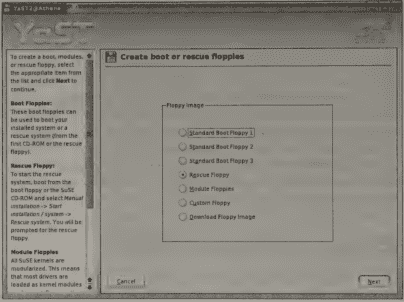 YaST2@Athene
YaST
To create a boot, modules,
or rescue floppy, select
the appropriate item from
the list and click Next to
continue.
Boot Floppies:
These boot floppies can
be used to boot your
installed system or a
rescue system (from the
first CD-ROM or the rescue
floppy).
Rescue Floppy:
To start the rescue
system, boot from the
boot floppy or the SuSE
CD-ROM and select Manual
Installation -> Start
installation / system ->
Rescue system. You will be
prompted for the rescue
floppy.
Module Floppies
All SuSE kernels are
modularized. This means
that most drivers are
loaded as kernel modules
Create boot or rescue floppies
Floppy Image
Standard Boot Floppy 1
Standard Boot Floppy 2
Standard Boot Floppy 3
Rescue Floppy
Module Floppies
Custom Floppy
Download Floppy Image
Cancel
Next